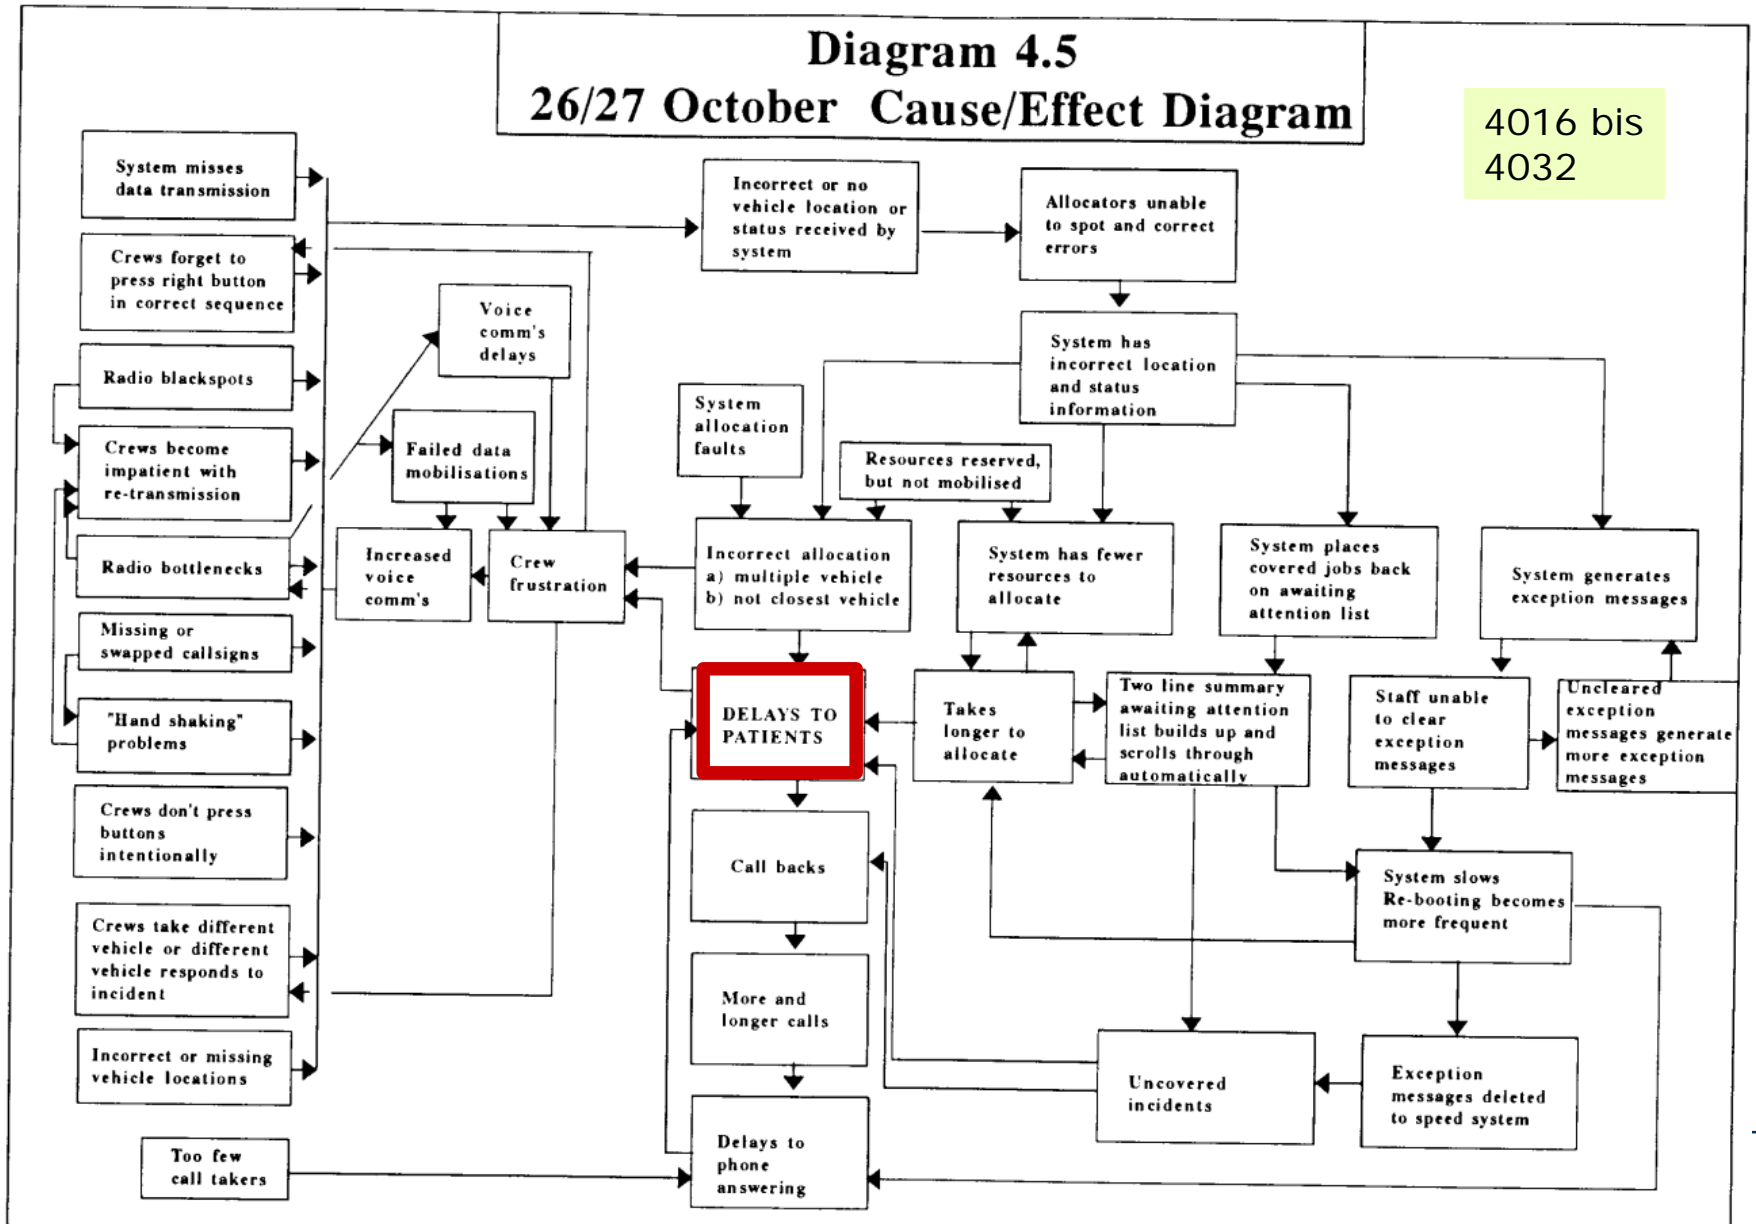 Diagram 4.5
26/27 October Cause/Effect Diagram
4016 bis
4032
System misses
data transmission
Crews forget to
press right button
in correct sequence
Radio blackspots
Crews become
impatient with
re-transmission
Radio bottlenecks
Missing or
swapped callsigns
"Hand shaking"
problems
Crews don't press
buttons
intentionally
Crews take different
vehicle or different
vehicle responds to
incident
Incorrect or missing
vehicle locations
Too few
call takers
Voice
comm's
delays
Failed data
mobilisations
Increased
voice
comm's
Crew
frustration
Incorrect or no
vehicle location or
status received by
system
Allocators unable
to spot and correct
errors
System has
incorrect location
and status
information
System
allocation
faults
Resources reserved,
but not mobilised
Incorrect allocation
a) multiple vehicle
b) not closest vehicle
System has fewer
resources to
allocate
System places
covered jobs back
on awaiting
attention list
System generates
exception messages
DELAYS TO
PATIENTS
Takes
longer to
allocate
Two line summary
awaiting attention
list builds up and
scrolls through
automatically
Staff unable
to clear
exception
messages
Uncleared
exception
messages generate
more exception
messages
Call backs
System slows
Re-booting becomes
more frequent
More and
longer calls
Uncovered
incidents
Exception
messages deleted
to speed system
Delays to
phone
answering